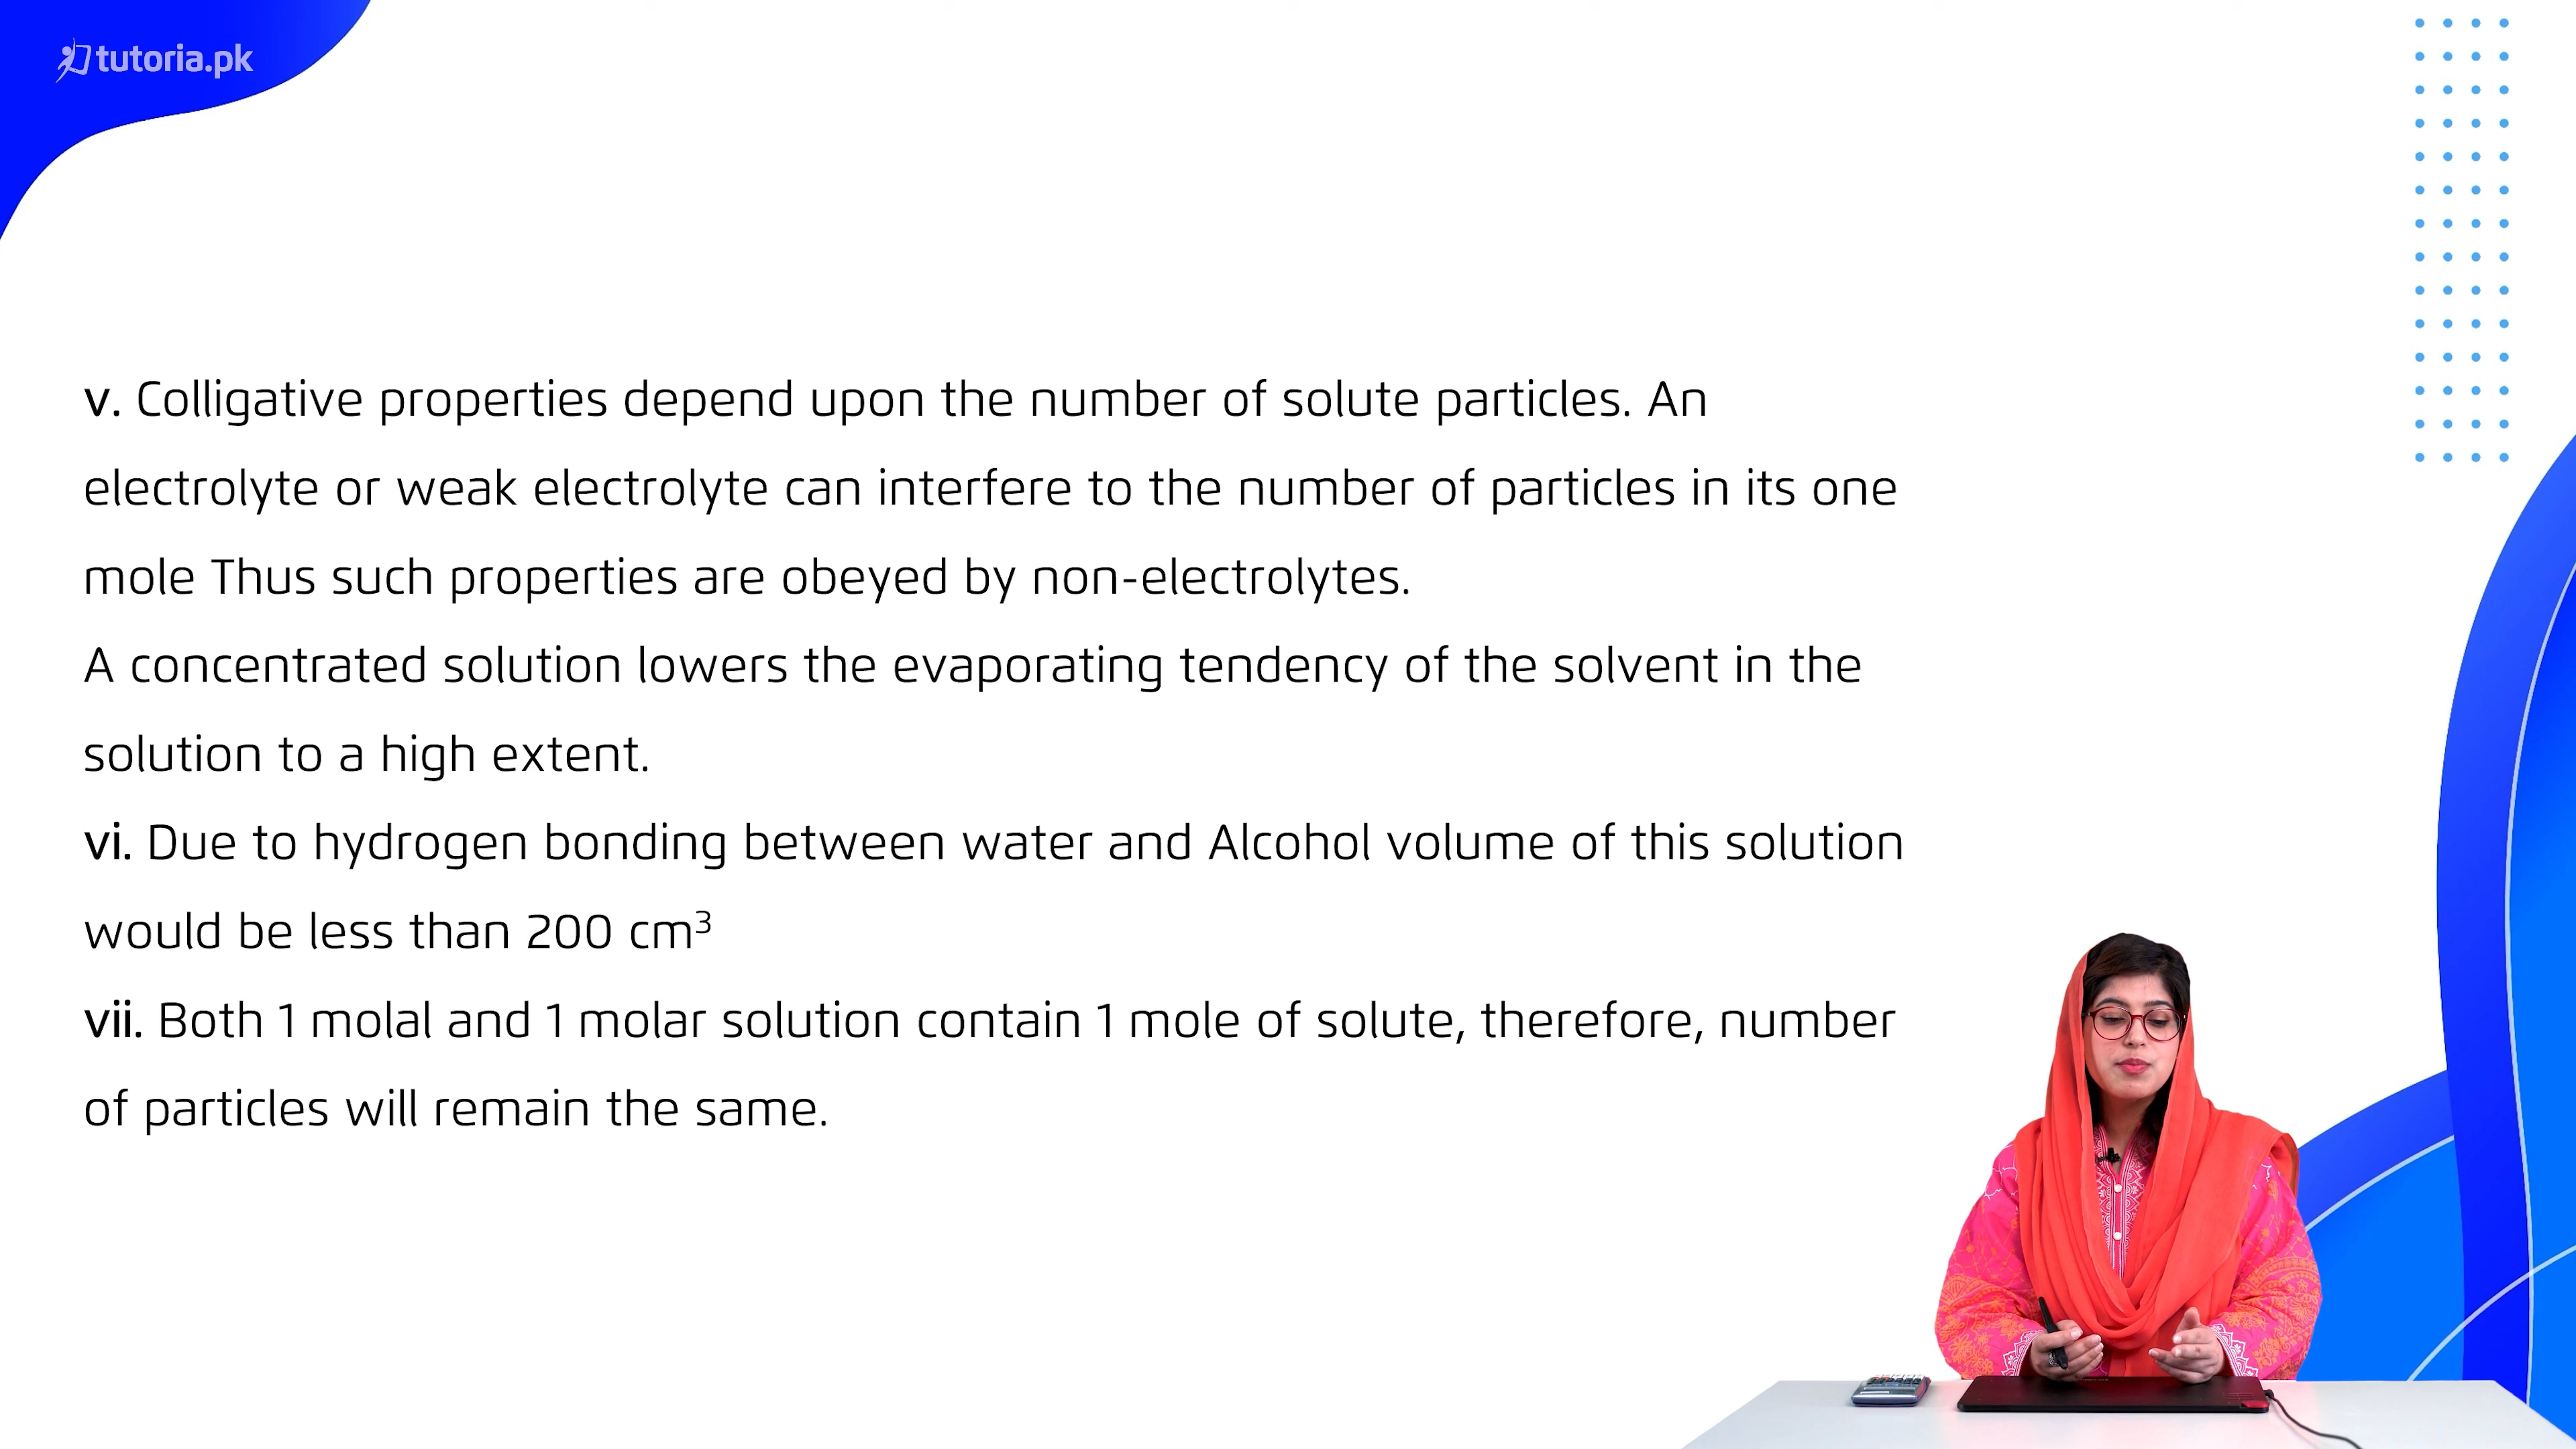 tutoria.pk
v. Colligative properties depend upon the number of solute particles. An
electrolyte or weak electrolyte can interfere to the number of particles in its one
mole Thus such properties are obeyed by non-electrolytes.
A concentrated solution lowers the evaporating tendency of the solvent in the
solution to a high extent.
vi. Due to hydrogen bonding between water and Alcohol volume of this solution
would be less than 200 cm³
vii. Both 1 molal and 1 molar solution contain 1 mole of solute, therefore, number
of particles will remain the same.